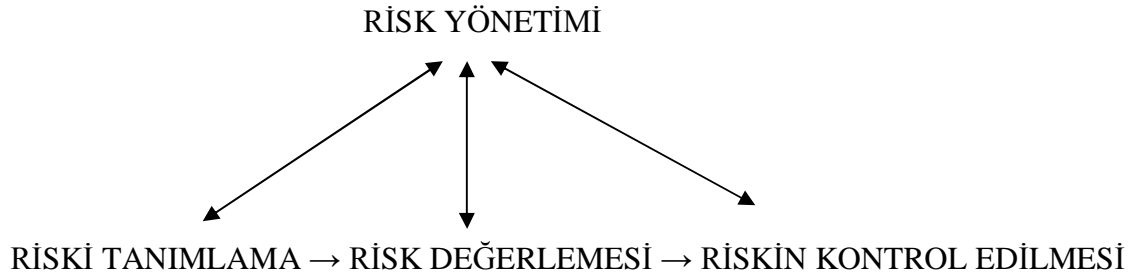 RİSK YÖNETİMİ
RİSKİ TANIMLAMA → RİSK DEĞERLEMESİ → RİSKİN KONTROL EDİLMESİ